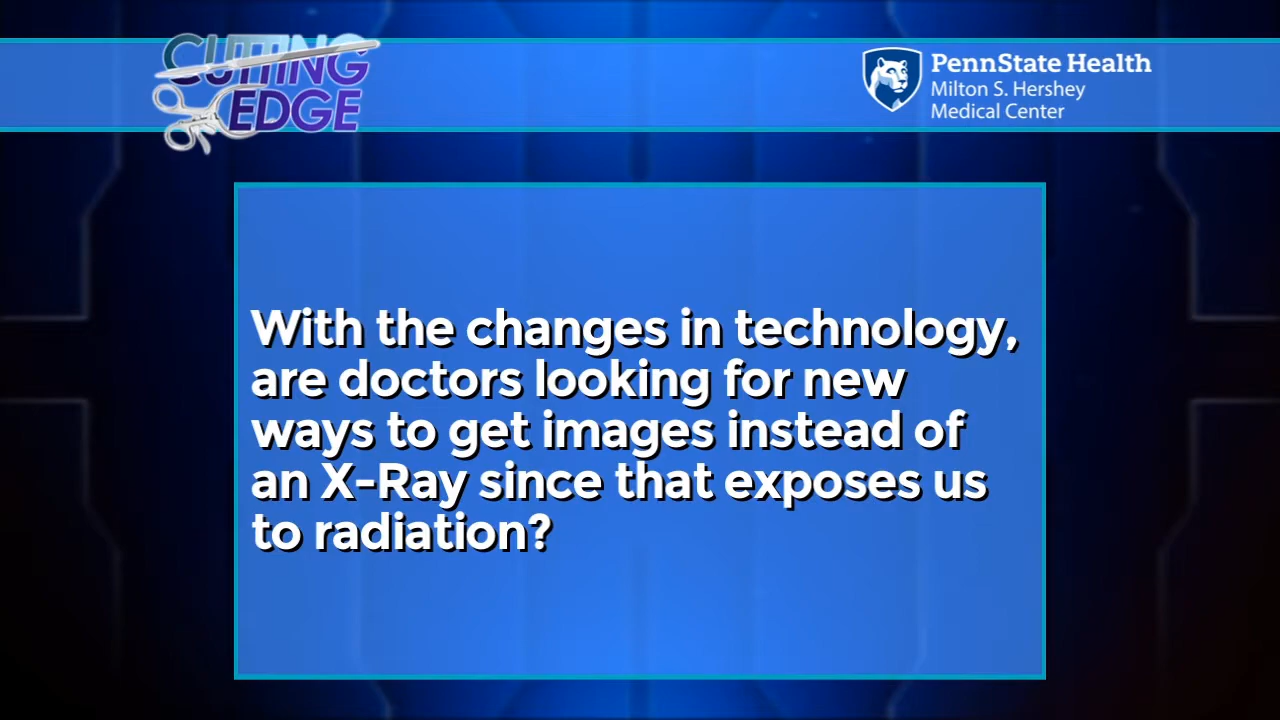 CUTTING
EDGE
PennState Health
Milton S. Hershey
Medical Center
With the changes in technology,
are doctors looking for new
ways to get images instead of
an X-Ray since that exposes us
to radiation?